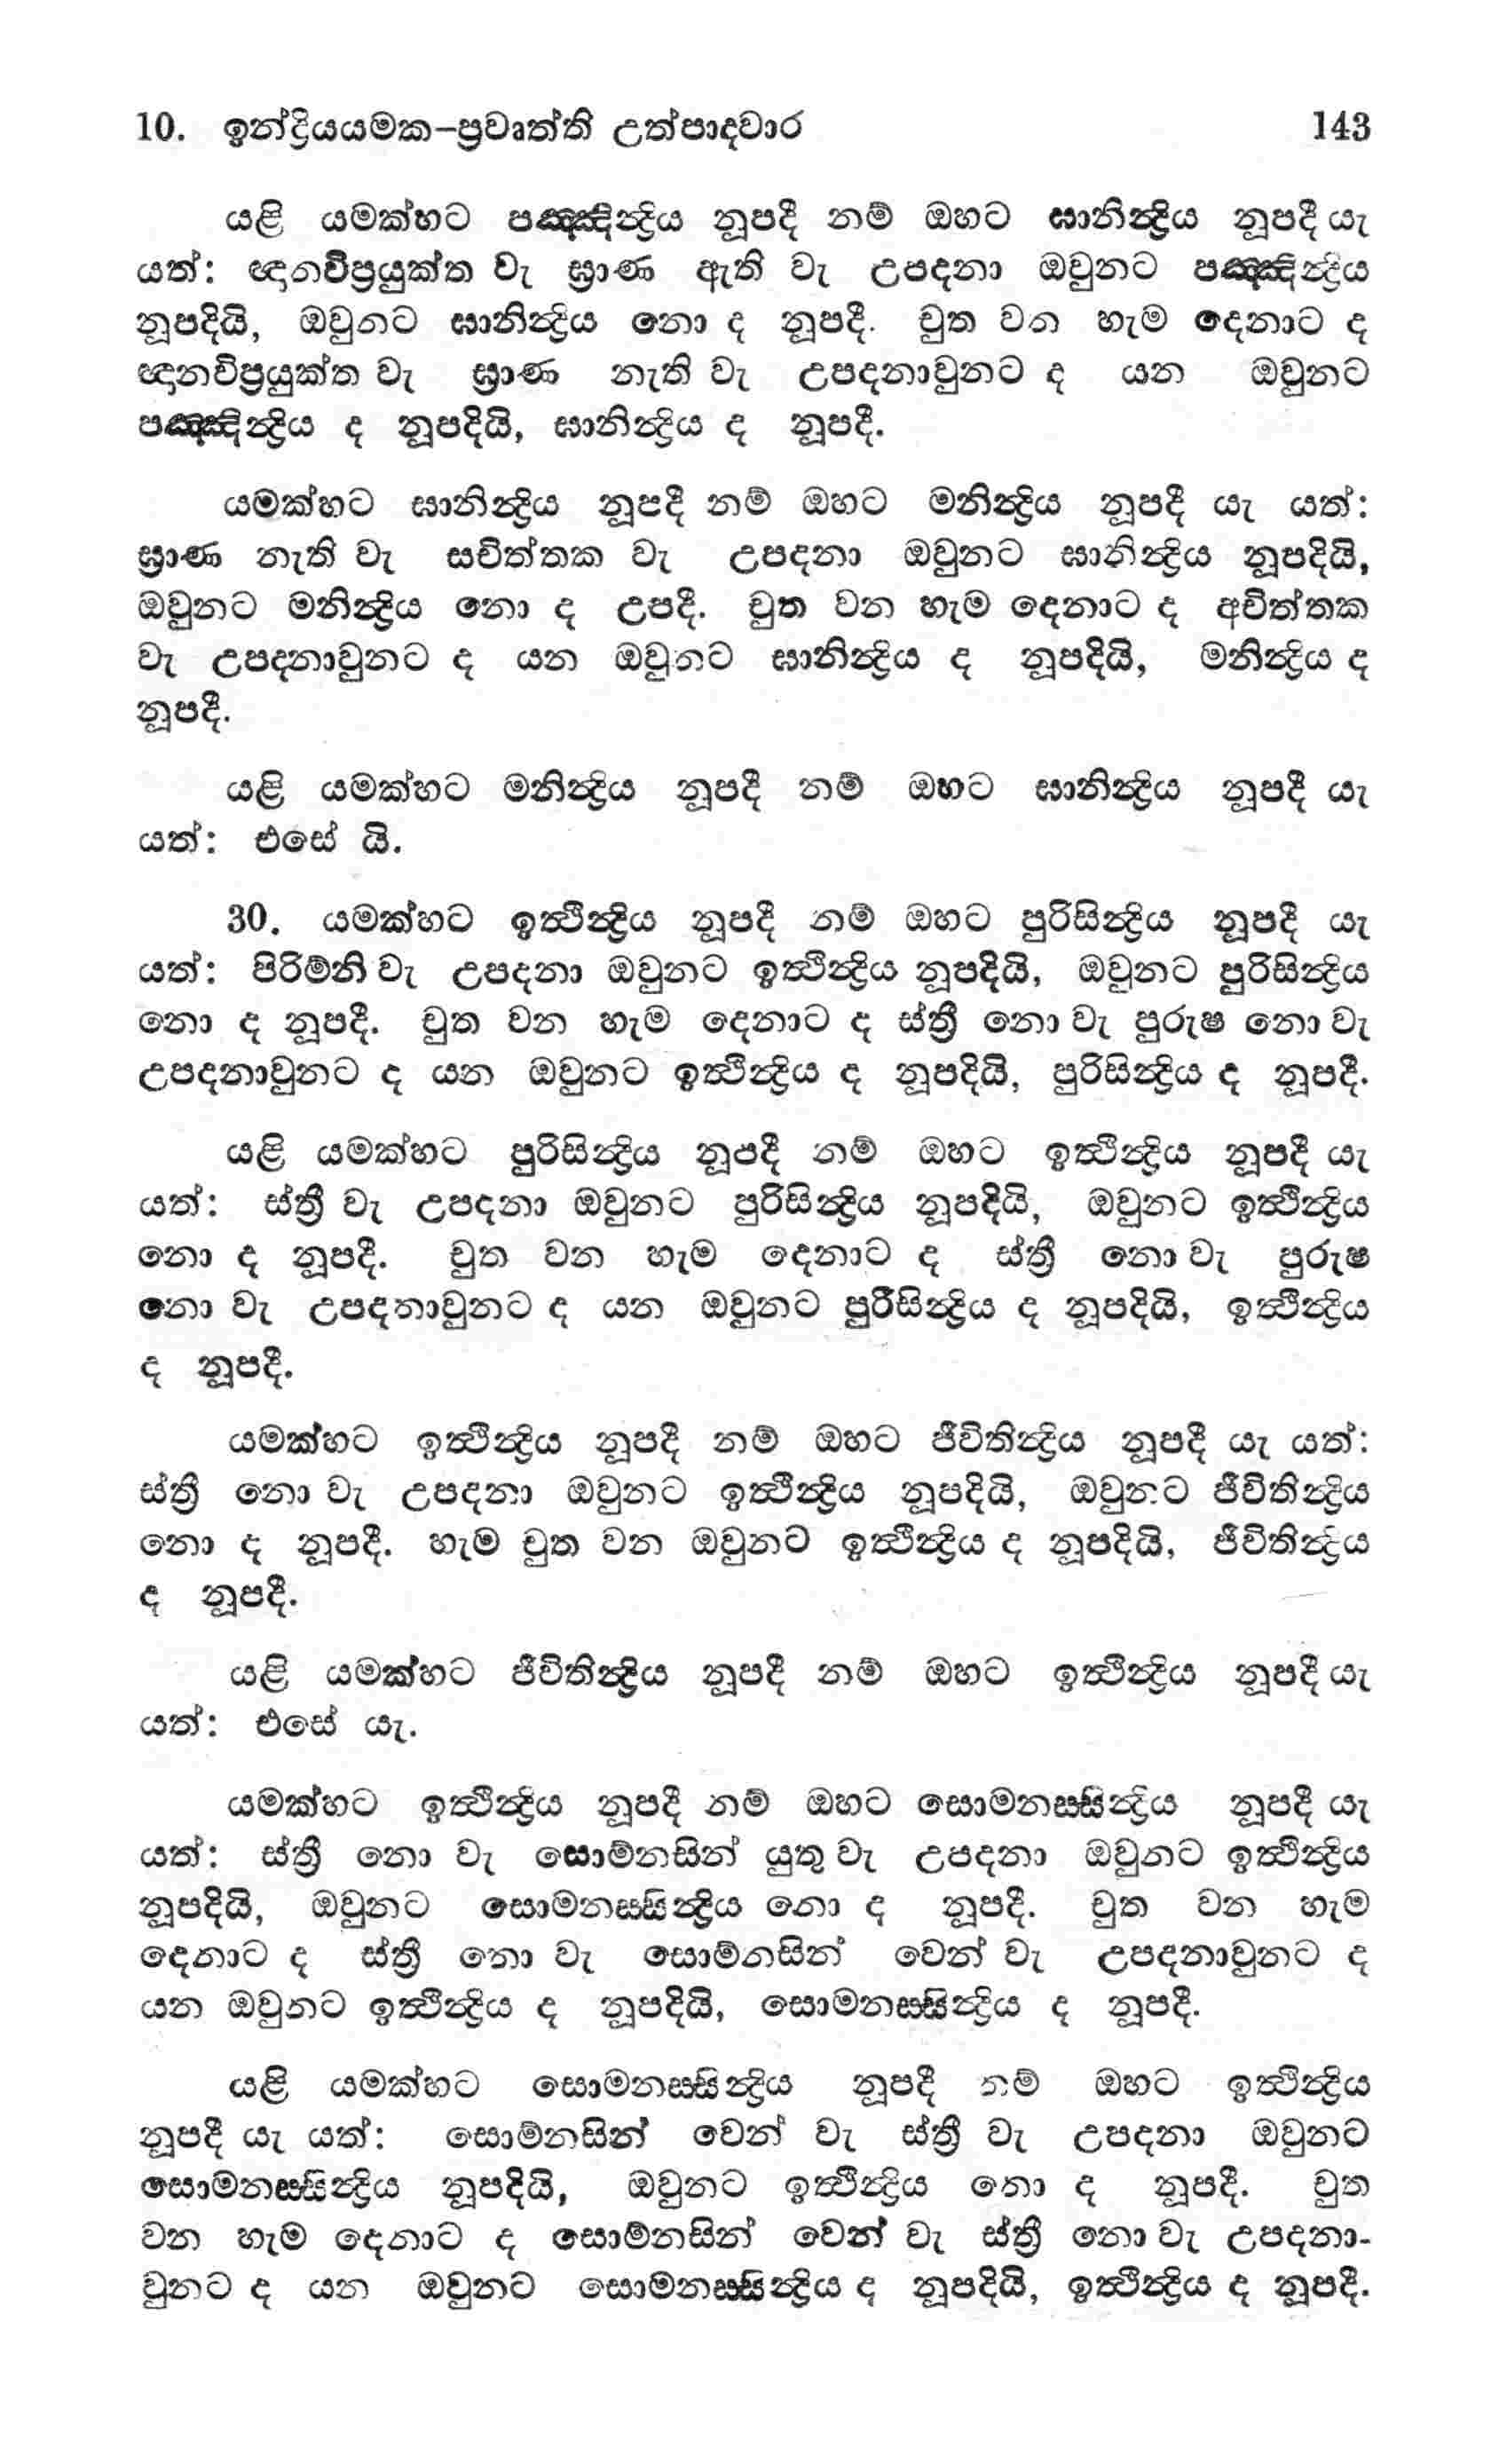 10. ඉන්ද්‍රියයමක–ප්‍රවෘත්ති උත්පාදවාර 143
යළි යමක්හට පඤ්ඤින්ද්‍රිය නූපදී නම් ඔහට ඝානින්ද්‍රිය නූපදී යැ
යත්: ඥානවිප්‍රයුක්ත වැ ඝ්‍රාණ ඇති වැ උපදනා ඔවුනට පඤ්ඤින්ද්‍රිය
නූපදියි, ඔවුනට ඝානින්ද්‍රිය නො ද නූපදී. චුත වන හැම දෙනාට ද
ඥානවිප්‍රයුක්ත වැ ඝ්‍රාණ නැති වැ උපදනාවුනට ද යන ඔවුනට
පඤ්ඤින්ද්‍රිය ද නූපදියි, ඝානින්ද්‍රිය ද නූපදී.
යමක්හට ඝානින්ද්‍රිය නූපදී නම් ඔහට මනින්ද්‍රිය නූපදී යැ යත්:
ඝ්‍රාණ නැති වැ සචිත්තක වැ උපදනා ඔවුනට ඝානින්ද්‍රිය නූපදියි,
ඔවුනට මනින්ද්‍රිය නො ද උපදී. චුත වන හැම දෙනාට ද අචිත්තක
වැ උපදනාවුනට ද යන ඔවුනට ඝානින්ද්‍රිය ද නූපදියි, මනින්ද්‍රිය ද
නූපදී.
යළි යමක්හට මනින්ද්‍රිය නූපදී නම් ඔහට ඝානින්ද්‍රිය නූපදී යැ
යත්: එසේ යි.
30. යමක්හට ඉත්‍ථින්ද්‍රිය නූපදී නම් ඔහට පුරිසින්ද්‍රිය නූපදී යැ
යත්: පිරිම්නි වැ උපදනා ඔවුනට ඉත්‍ථින්ද්‍රිය නූපදියි, ඔවුනට පුරිසින්ද්‍රිය
නො ද නූපදී. චුත වන හැම දෙනාට ද ස්ත්‍රී නො වැ පුරුෂ නො වැ
උපදනාවුනට ද යන ඔවුනට ඉත්‍ථින්ද්‍රිය ද නූපදියි, පුරිසින්ද්‍රිය ද නූපදී.
යළි යමක්හට පුරිසින්ද්‍රිය නූපදී නම් ඔහට ඉත්‍ථින්ද්‍රිය නූපදී යැ
යත්: ස්ත්‍රී වැ උපදනා ඔවුනට පුරිසින්ද්‍රිය නූපදියි, ඔවුනට ඉත්‍ථින්ද්‍රිය
නො ද නූපදී. චුත වන හැම දෙනාට ද ස්ත්‍රී නො වැ පුරුෂ
නො වැ උපදනාවුනට ද යන ඔවුනට පුරිසින්ද්‍රිය ද නූපදියි, ඉත්‍ථින්ද්‍රිය
ද නූපදී.
යමක්හට ඉත්‍ථින්ද්‍රිය නූපදී නම් ඔහට ජීවිතින්ද්‍රිය නූපදී යැ යත්:
ස්ත්‍රී නො වැ උපදනා ඔවුනට ඉත්‍ථින්ද්‍රිය නූපදියි, ඔවුනට ජීවිතින්ද්‍රිය
නො ද නූපදී. හැම චුත වන ඔවුනට ඉත්‍ථින්ද්‍රිය ද නූපදියි, ජීවිතින්ද්‍රිය
ද නූපදී.
යළි යමක්හට ජීවිතින්ද්‍රිය නූපදී නම් ඔහට ඉත්‍ථින්ද්‍රිය නූපදී යැ
යත්: එසේ යැ.
යමක්හට ඉත්‍ථින්ද්‍රිය නූපදී නම් ඔහට සොමනස්සින්ද්‍රිය නූපදී යැ
යත්: ස්ත්‍රී නො වැ සොම්නසින් යුතු වැ උපදනා ඔවුනට ඉත්‍ථින්ද්‍රිය
නූපදියි, ඔවුනට සොමනස්සින්ද්‍රිය නො ද නූපදී. චුත වන හැම
දෙනාට ද ස්ත්‍රී නො වැ සොම්නසින් වෙන් වැ උපදනාවුනට ද
යන ඔවුනට ඉත්‍ථින්ද්‍රිය ද නූපදියි, සොමනස්සින්ද්‍රිය ද නූපදී.
යළි යමක්හට සොමනස්සින්ද්‍රිය නූපදී නම් ඔහට ඉත්‍ථින්ද්‍රිය
නූපදී යැ යත්: සොම්නසින් වෙන් වැ ස්ත්‍රී වැ උපදනා ඔවුනට
සොමනස්සින්ද්‍රිය නූපදියි, ඔවුනට ඉත්‍ථින්ද්‍රිය නො ද නූපදී. චුත
වන හැම දෙනාට ද සොම්නසින් වෙන් වැ ස්ත්‍රී නො වැ උපදනා-
වුනට ද යන ඔවුනට සොමනස්සින්ද්‍රිය ද නූපදියි, ඉත්‍ථින්ද්‍රිය ද නූපදී.